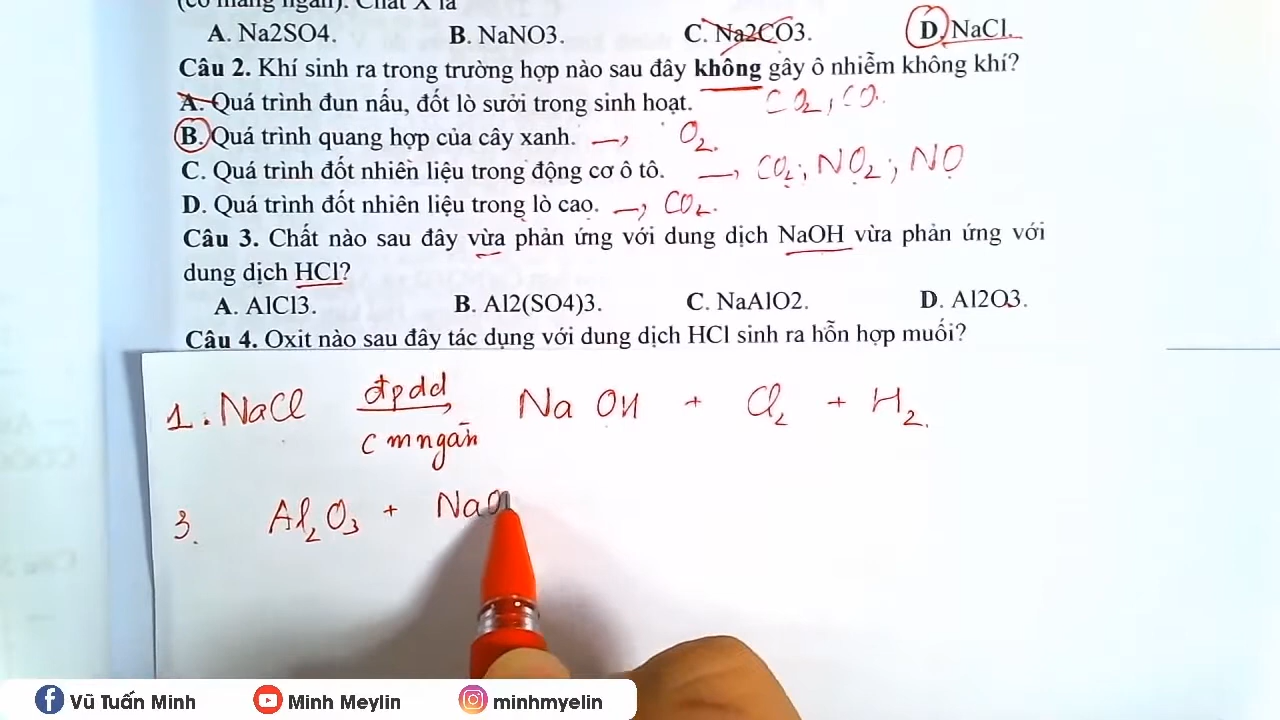 (có màng ngăn). Chất X là
A. Na2SO4. B. NaNO3. C. Na2CO3. D. NaCl.
Câu 2. Khí sinh ra trong trường hợp nào sau đây không gây ô nhiễm không khí?
A. Quá trình đun nấu, đốt lò sưởi trong sinh hoạt. CO2, CO.
B. Quá trình quang hợp của cây xanh. → O2.
C. Quá trình đốt nhiên liệu trong động cơ ô tô. → CO2; NO2; NO
D. Quá trình đốt nhiên liệu trong lò cao. → CO2.
Câu 3. Chất nào sau đây vừa phản ứng với dung dịch NaOH vừa phản ứng với
dung dịch HCl?
A. AlCl3. B. Al2(SO4)3. C. NaAlO2. D. Al2O3.
Câu 4. Oxit nào sau đây tác dụng với dung dịch HCl sinh ra hỗn hợp muối?
đpdd
1. NaCl → NaOH + Cl2 + H2.
c mngăn
3. Al2O3 + NaO
Vũ Tuấn Minh Minh Meylin minhmyelin